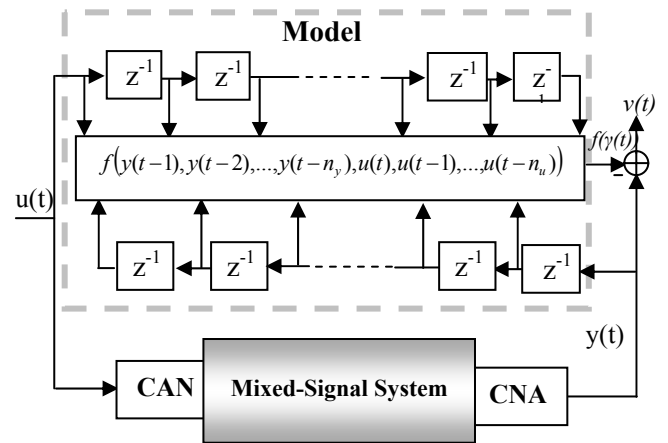 Model
z-1 z-1 z-1 z-1
v(t)
f(γ(t))
f(y(t−1),y(t−2),...,y(t−n_y),u(t),u(t−1),...,u(t−n_u))
u(t)
−
z-1 z-1 z-1 z-1
y(t)
CAN Mixed-Signal System CNA